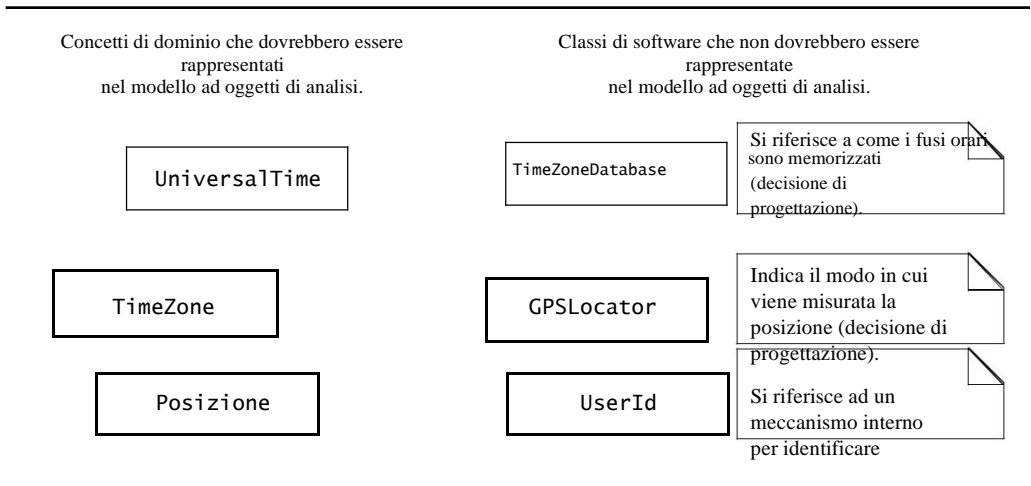 Concetti di dominio che dovrebbero essere
rappresentati
nel modello ad oggetti di analisi.
Classi di software che non dovrebbero essere
rappresentate
nel modello ad oggetti di analisi.
UniversalTime
TimeZoneDatabase
Si riferisce a come i fusi orari
sono memorizzati
(decisione di
progettazione).
TimeZone
GPSLocator
Indica il modo in cui
viene misurata la
posizione (decisione di
progettazione).
Posizione
UserId
Si riferisce ad un
meccanismo interno
per identificare